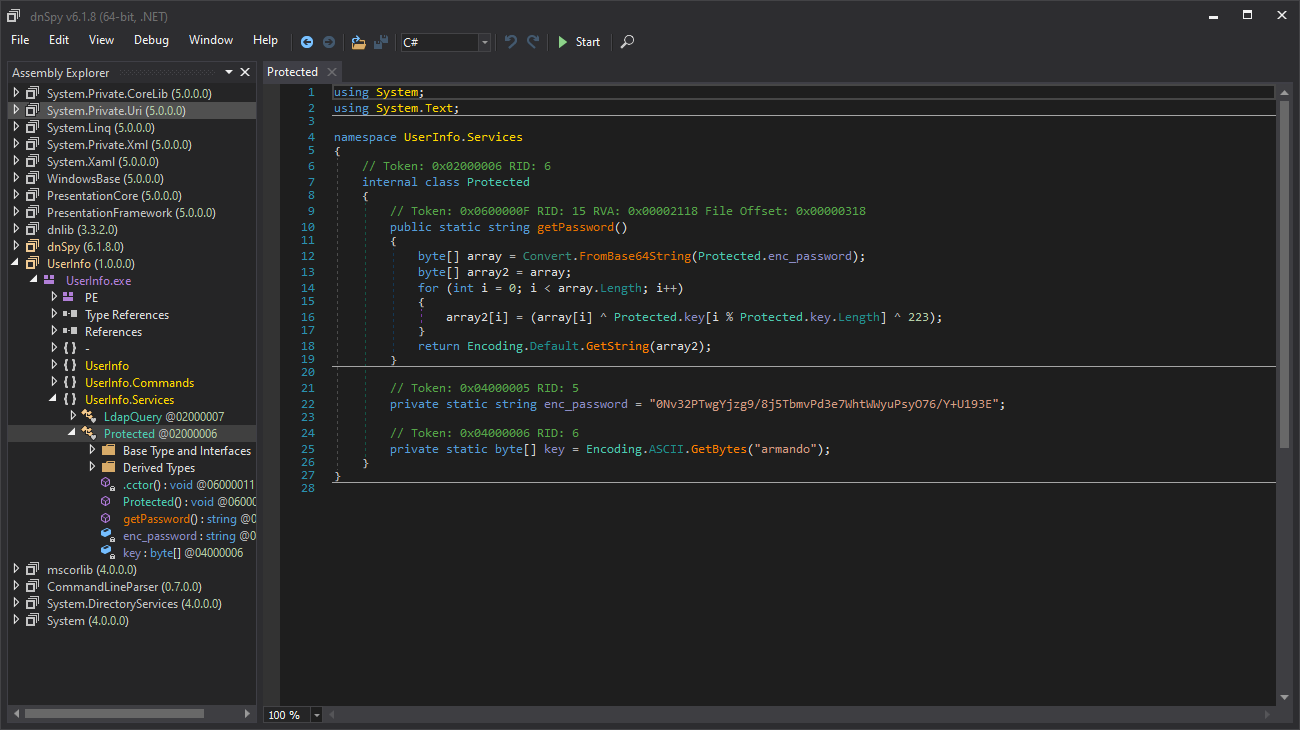 dnSpy v6.1.8 (64-bit, .NET)
File Edit View Debug Window Help C# Start
Assembly Explorer
System.Private.CoreLib (5.0.0.0)
System.Private.Uri (5.0.0.0)
System.Linq (5.0.0.0)
System.Private.Xml (5.0.0.0)
System.Xaml (5.0.0.0)
WindowsBase (5.0.0.0)
PresentationCore (5.0.0.0)
PresentationFramework (5.0.0.0)
dnlib (3.3.2.0)
dnSpy (6.1.8.0)
UserInfo (1.0.0.0)
UserInfo.exe
PE
Type References
References
{ } -
{ } UserInfo
{ } UserInfo.Commands
{ } UserInfo.Services
LdapQuery @02000007
Protected @02000006
Base Type and Interfaces
Derived Types
.cctor() : void @06000011
Protected() : void @0600
getPassword() : string @0
enc_password : string @0
key : byte[] @04000006
mscorlib (4.0.0.0)
CommandLineParser (0.7.0.0)
System.DirectoryServices (4.0.0.0)
System (4.0.0.0)
Protected
1 using System;
2 using System.Text;
3
4 namespace UserInfo.Services
5 {
6 // Token: 0x02000006 RID: 6
7 internal class Protected
8 {
9 // Token: 0x0600000F RID: 15 RVA: 0x00002118 File Offset: 0x00000318
10 public static string getPassword()
11 {
12 byte[] array = Convert.FromBase64String(Protected.enc_password);
13 byte[] array2 = array;
14 for (int i = 0; i < array.Length; i++)
15 {
16 array2[i] = (array[i] ^ Protected.key[i % Protected.key.Length] ^ 223);
17 }
18 return Encoding.Default.GetString(array2);
19 }
20
21 // Token: 0x04000005 RID: 5
22 private static string enc_password = "0Nv32PTwgYjzg9/8j5TbmvPd3e7WhtWWyuPsyO76/Y+U193E";
23
24 // Token: 0x04000006 RID: 6
25 private static byte[] key = Encoding.ASCII.GetBytes("armando");
26 }
27 }
28
100 %